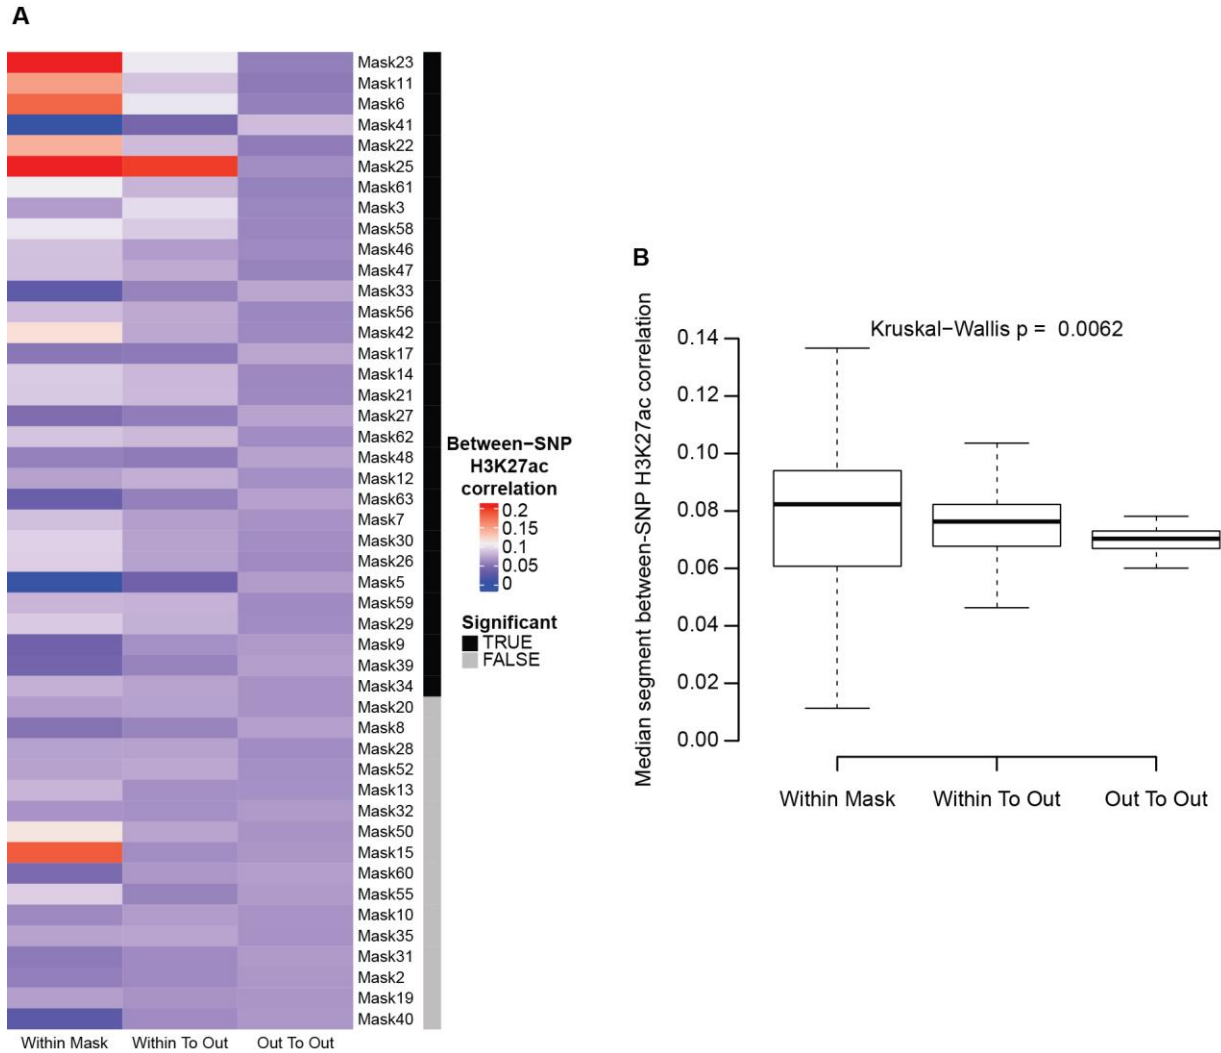 A
Mask23
Mask11
Mask6
Mask41
Mask22
Mask25
Mask61
Mask3
Mask58
Mask46
Mask47
Mask33
Mask56
Mask42
Mask17
Mask14
Mask21
Mask27
Mask62
Mask48
Mask12
Mask63
Mask7
Mask30
Mask26
Mask5
Mask59
Mask29
Mask9
Mask39
Mask34
Mask20
Mask8
Mask28
Mask52
Mask13
Mask32
Mask50
Mask15
Mask60
Mask55
Mask10
Mask35
Mask31
Mask2
Mask19
Mask40
Within Mask Within To Out Out To Out
Between−SNP
H3K27ac
correlation
0.2
0.15
0.1
0.05
0
Significant
TRUE
FALSE
B
Median segment between-SNP H3K27ac correlation
Kruskal−Wallis p = 0.0062
0.14
0.12
0.10
0.08
0.06
0.04
0.02
0.00
Within Mask Within To Out Out To Out